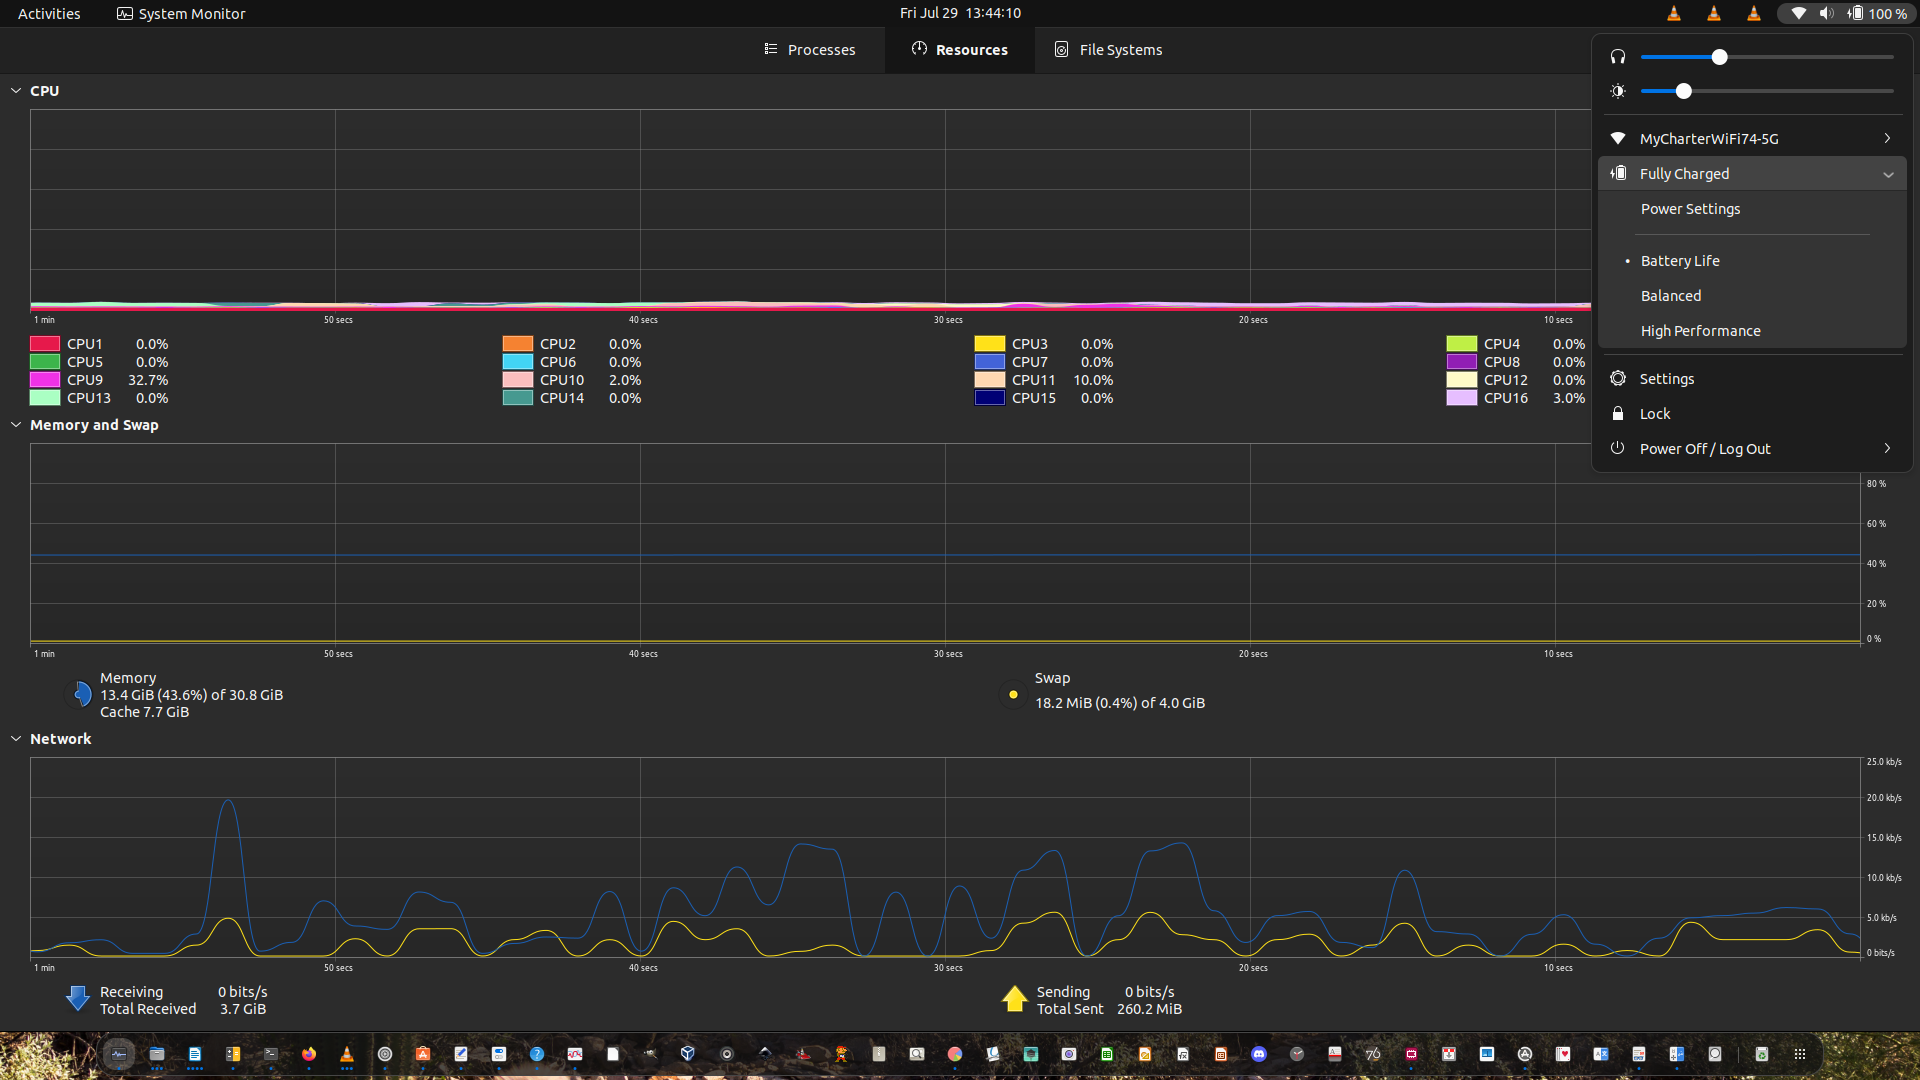 Activities
System Monitor
Fri Jul 29 13:44:10
100 %
Processes
Resources
File Systems
CPU
1 min
50 secs
40 secs
30 secs
20 secs
10 secs
CPU1 0.0%
CPU2 0.0%
CPU3 0.0%
CPU4 0.0%
CPU5 0.0%
CPU6 0.0%
CPU7 0.0%
CPU8 0.0%
CPU9 32.7%
CPU10 2.0%
CPU11 10.0%
CPU12 0.0%
CPU13 0.0%
CPU14 0.0%
CPU15 0.0%
CPU16 3.0%
MyCharterWiFi74-5G
Fully Charged
Power Settings
• Battery Life
Balanced
High Performance
Settings
Lock
Power Off / Log Out
Memory and Swap
80 %
60 %
40 %
20 %
0 %
1 min
50 secs
40 secs
30 secs
20 secs
10 secs
Memory
13.4 GiB (43.6%) of 30.8 GiB
Cache 7.7 GiB
Swap
18.2 MiB (0.4%) of 4.0 GiB
Network
25.0 kb/s
20.0 kb/s
15.0 kb/s
10.0 kb/s
5.0 kb/s
0 bits/s
1 min
50 secs
40 secs
30 secs
20 secs
10 secs
Receiving 0 bits/s
Total Received 3.7 GiB
Sending 0 bits/s
Total Sent 260.2 MiB
76